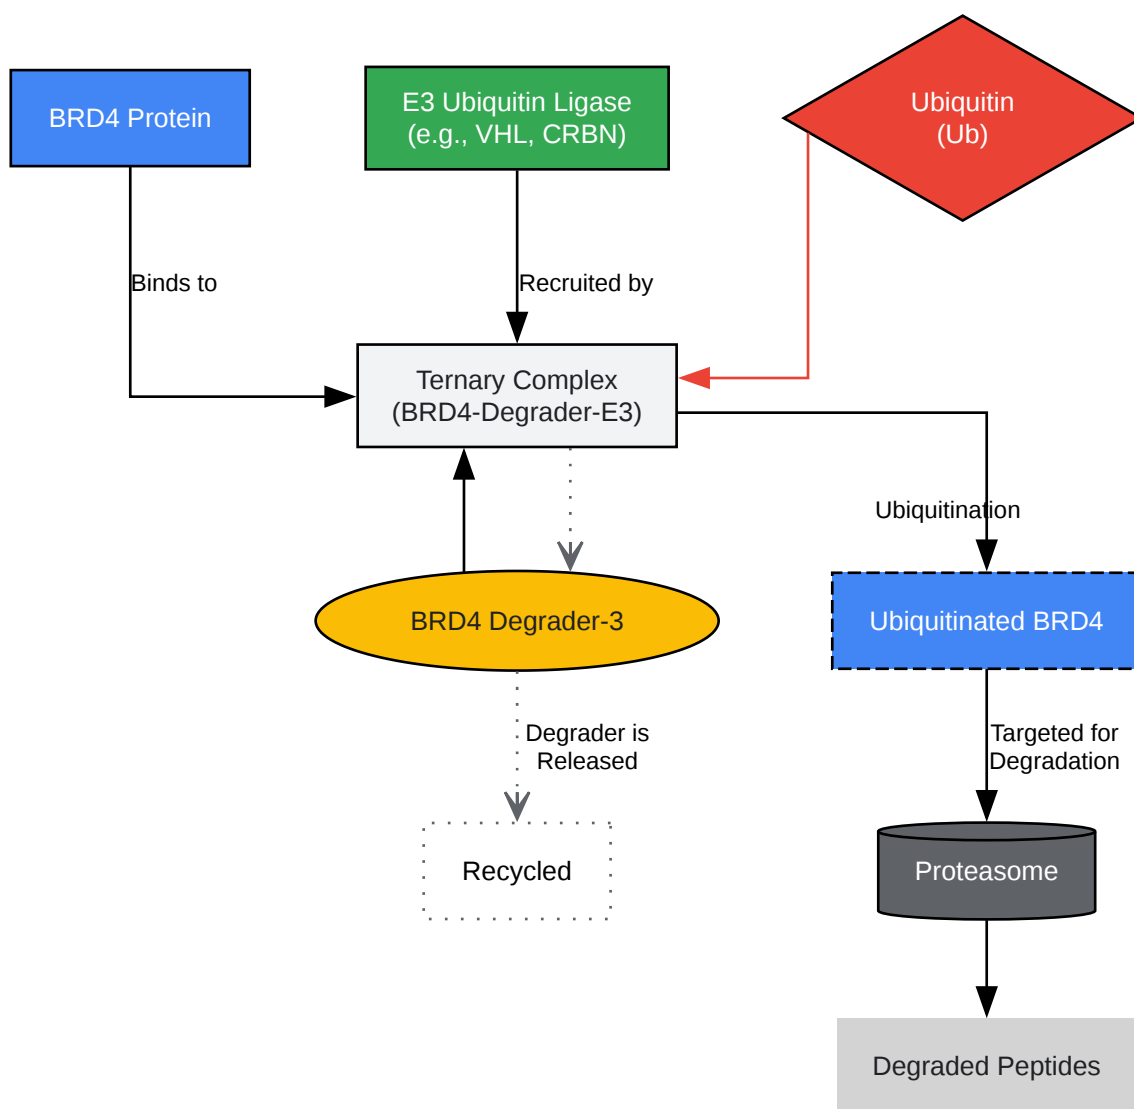 BRD4 Protein
E3 Ubiquitin Ligase
(e.g., VHL, CRBN)
Ubiquitin
(Ub)
Binds to
Recruited by
Ternary Complex
(BRD4-Degrader-E3)
Ubiquitination
BRD4 Degrader-3
Ubiquitinated BRD4
Degrader is
Released
Targeted for
Degradation
Recycled
Proteasome
Degraded Peptides